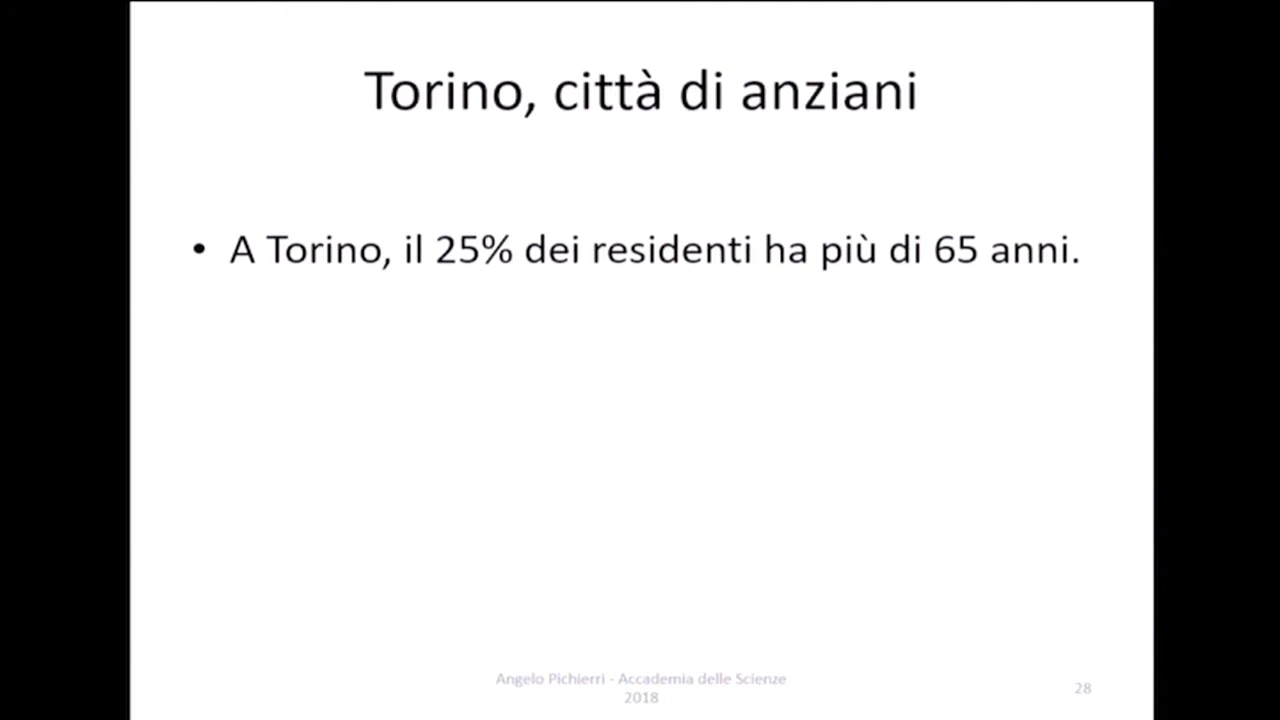 Torino, città di anziani
• A Torino, il 25% dei residenti ha più di 65 anni.
Angelo Pichierri - Accademia delle Scienze
2018
28